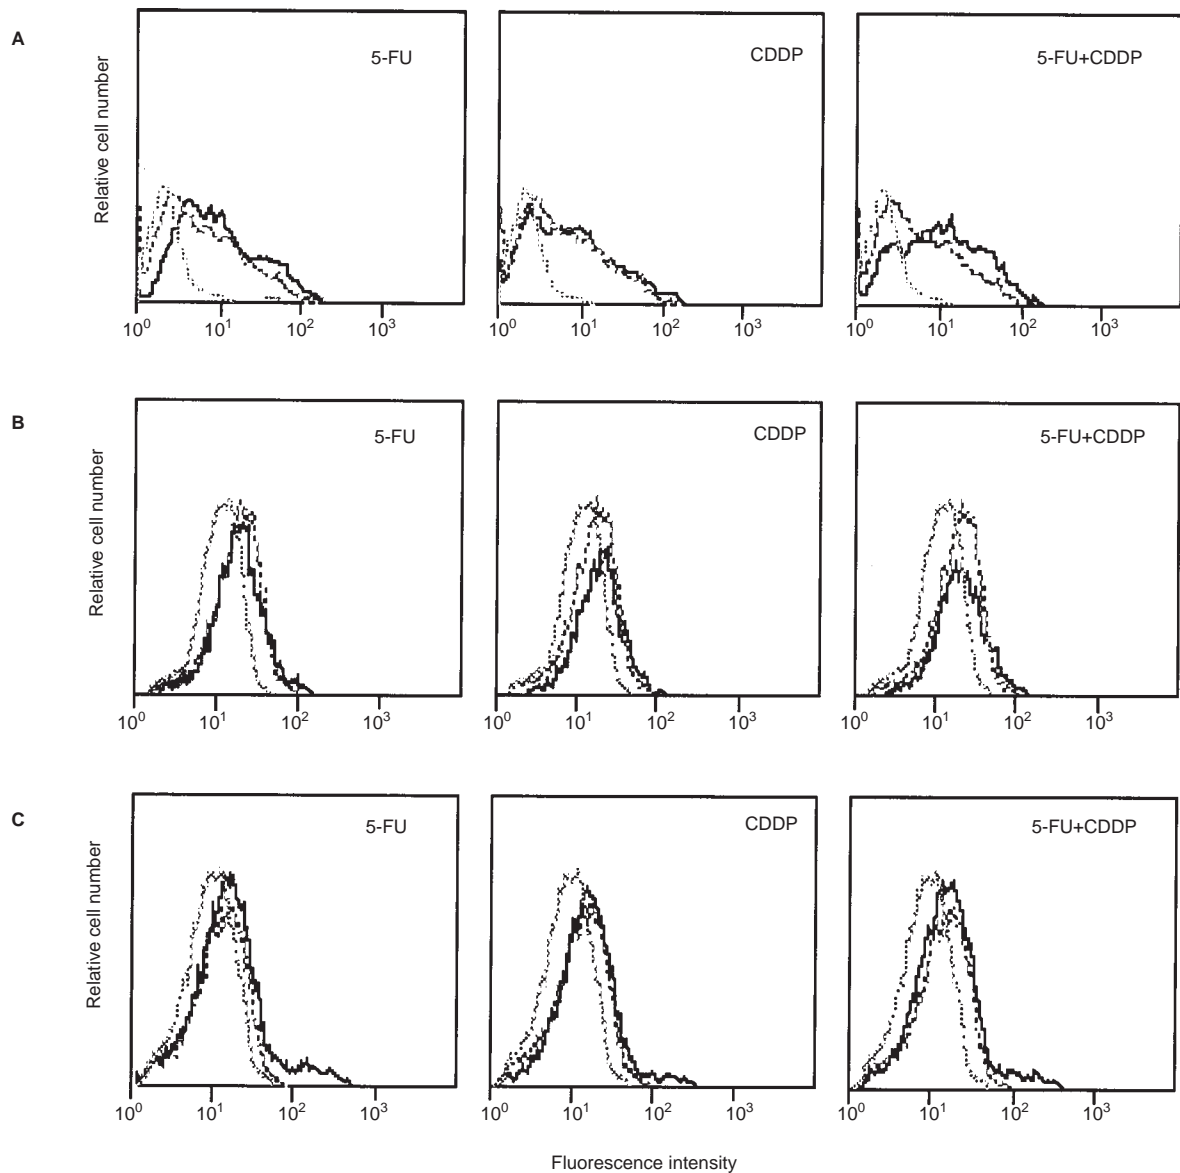 A
Relative cell number
5-FU
CDDP
5-FU+CDDP
10⁰ 10¹ 10² 10³
10⁰ 10¹ 10² 10³
10⁰ 10¹ 10² 10³
B
Relative cell number
5-FU
CDDP
5-FU+CDDP
10⁰ 10¹ 10² 10³
10⁰ 10¹ 10² 10³
10⁰ 10¹ 10² 10³
C
Relative cell number
5-FU
CDDP
5-FU+CDDP
10⁰ 10¹ 10² 10³
10⁰ 10¹ 10² 10³
10⁰ 10¹ 10² 10³
Fluorescence intensity